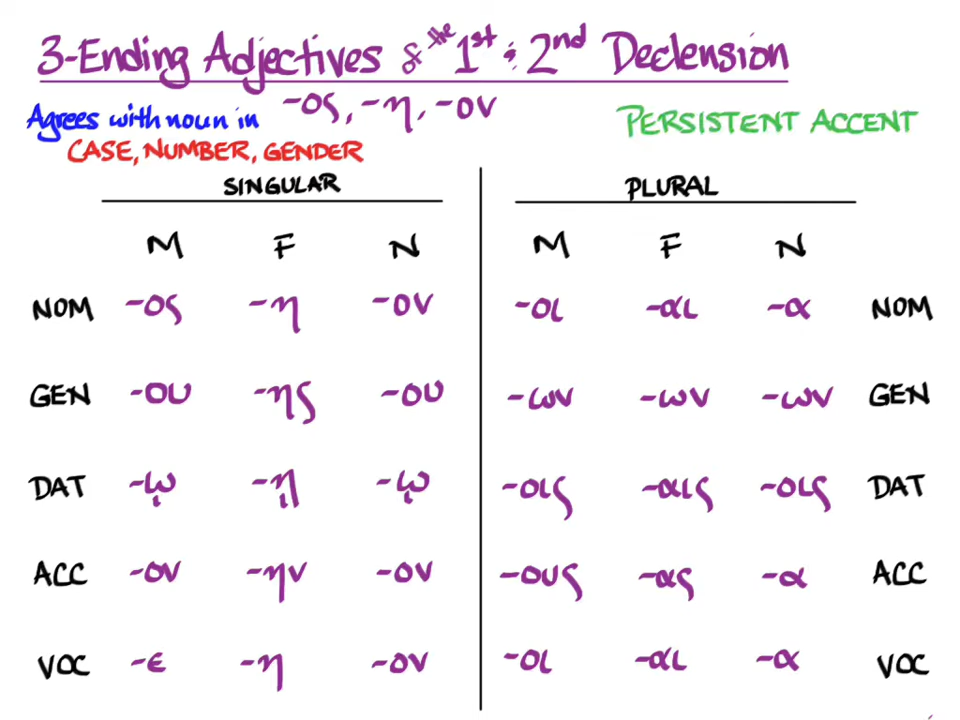 3-Ending Adjectives of the 1st & 2nd Declension
-ος, -η, -ον
Agrees with noun in
CASE, NUMBER, GENDER
PERSISTENT ACCENT
SINGULAR PLURAL
M F N M F N
NOM -ος -η -ον -οι -αι -α NOM
GEN -ου -ης -ου -ων -ων -ων GEN
DAT -ῳ -ῃ -ῳ -οις -αις -οις DAT
ACC -ον -ην -ον -ους -ας -α ACC
VOC -ε -η -ον -οι -αι -α VOC